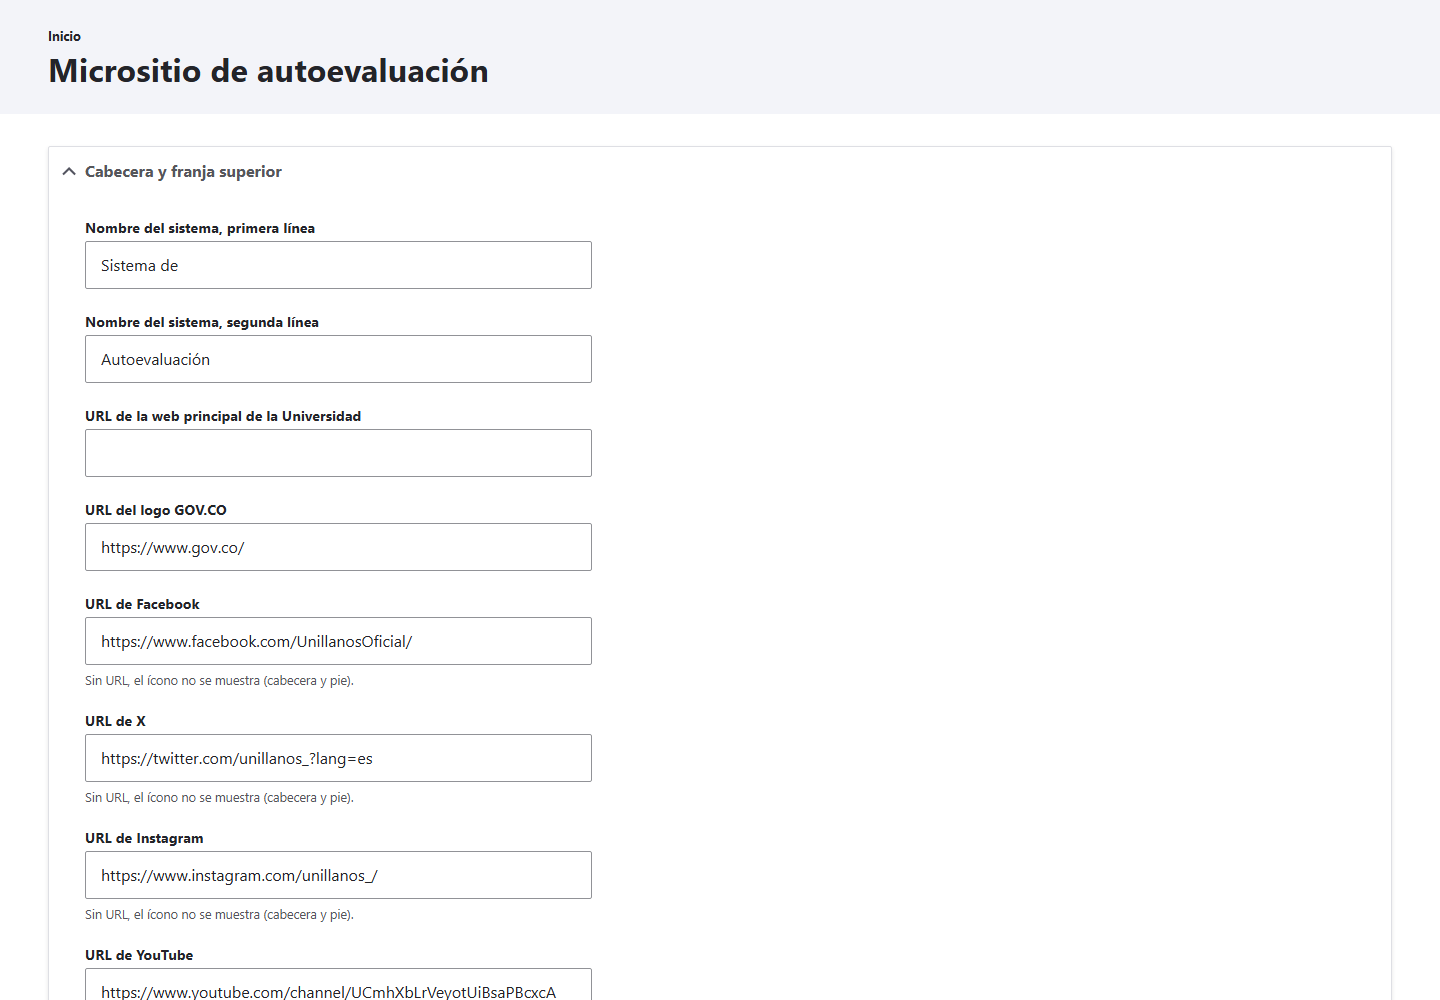 Inicio
Micrositio de autoevaluación
Cabecera y franja superior
Nombre del sistema, primera línea
Sistema de
Nombre del sistema, segunda línea
Autoevaluación
URL de la web principal de la Universidad
URL del logo GOV.CO
https://www.gov.co/
URL de Facebook
https://www.facebook.com/UnillanosOficial/
Sin URL, el ícono no se muestra (cabecera y pie).
URL de X
https://twitter.com/unillanos_?lang=es
Sin URL, el ícono no se muestra (cabecera y pie).
URL de Instagram
https://www.instagram.com/unillanos_/
Sin URL, el ícono no se muestra (cabecera y pie).
URL de YouTube
https://www.youtube.com/channel/UCmhXbLrVeyotUiBsaPBcxcA